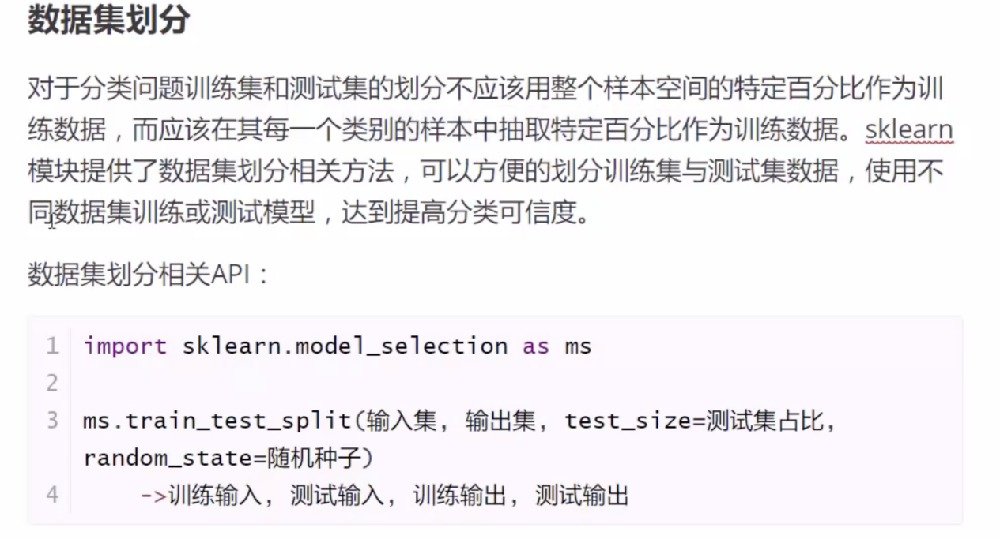 数据集划分
对于分类问题训练集和测试集的划分不应该用整个样本空间的特定百分比作为训
练数据，而应该在其每一个类别的样本中抽取特定百分比作为训练数据。sklearn
模块提供了数据集划分相关方法，可以方便的划分训练集与测试集数据，使用不
同数据集训练或测试模型，达到提高分类可信度。
数据集划分相关API：
1 import sklearn.model_selection as ms
2
3 ms.train_test_split(输入集, 输出集, test_size=测试集占比,
random_state=随机种子)
4     ->训练输入, 测试输入, 训练输出, 测试输出